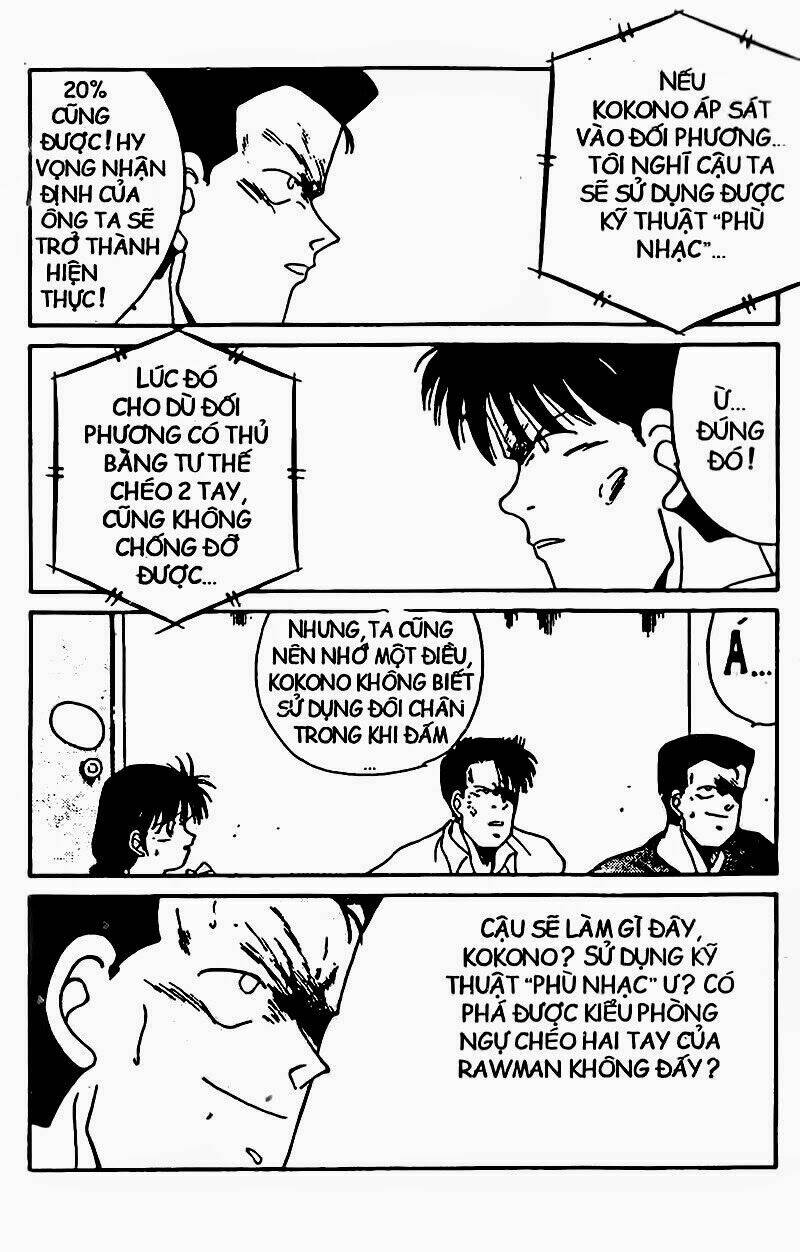 NẾU
KOKONO ÁP SÁT
VÀO ĐỐI PHƯƠNG...
TÔI NGHĨ CẬU TA
SẼ SỬ DỤNG ĐƯỢC
KỸ THUẬT “PHÙ
NHẠC”...
20%
CŨNG
ĐƯỢC! HY
VỌNG NHẬN
ĐỊNH CỦA
ÔNG TA SẼ
TRỞ THÀNH
HIỆN
THỰC!
Ừ...
ĐÚNG
ĐÓ!
LÚC ĐÓ
CHO DÙ ĐỐI
PHƯƠNG CÓ THỦ
BẰNG TƯ THẾ
CHÉO 2 TAY,
CŨNG KHÔNG
CHỐNG ĐỠ
ĐƯỢC...
Á...
NHƯNG, TA CŨNG
NÊN NHỚ MỘT ĐIỀU,
KOKONO KHÔNG BIẾT
SỬ DỤNG ĐÔI CHÂN
TRONG KHI ĐẤM
...
CẬU SẼ LÀM GÌ ĐÂY,
KOKONO? SỬ DỤNG KỸ
THUẬT “PHÙ NHẠC” Ư? CÓ
PHÁ ĐƯỢC KIỂU PHÒNG
NGỰ CHÉO HAI TAY CỦA
RAWMAN KHÔNG ĐẤY?